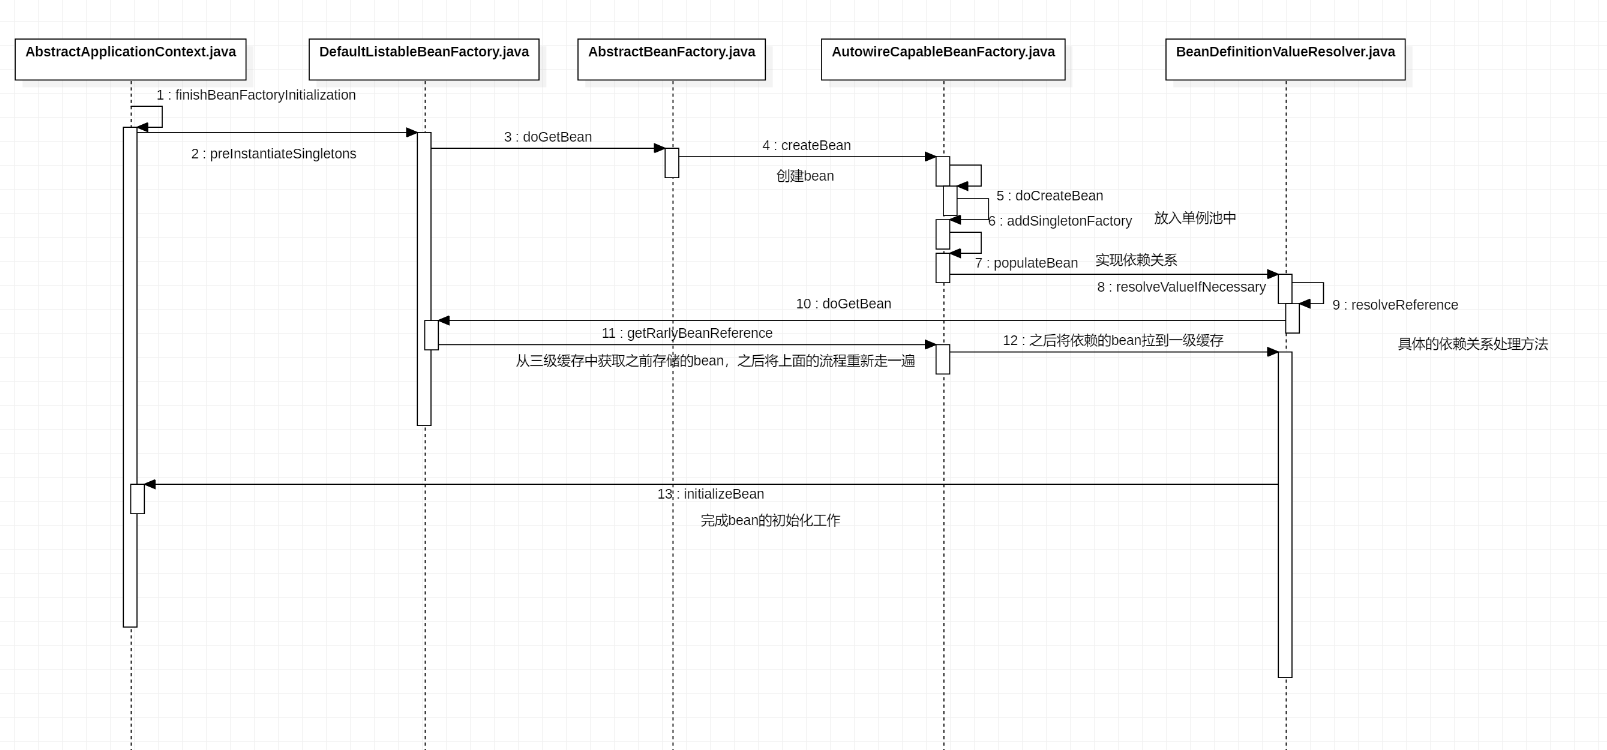 AbstractApplicationContext.java
DefaultListableBeanFactory.java
AbstractBeanFactory.java
AutowireCapableBeanFactory.java
BeanDefinitionValueResolver.java
1 : finishBeanFactoryInitialization
2 : preInstantiateSingletons
3 : doGetBean
4 : createBean
创建bean
5 : doCreateBean
6 : addSingletonFactory
放入单例池中
7 : populateBean
实现依赖关系
8 : resolveValueIfNecessary
9 : resolveReference
10 : doGetBean
11 : getRarlyBeanReference
12 : 之后将依赖的bean拉到一级缓存
具体的依赖关系处理方法
从三级缓存中获取之前存储的bean，之后将上面的流程重新走一遍
13 : initializeBean
完成bean的初始化工作